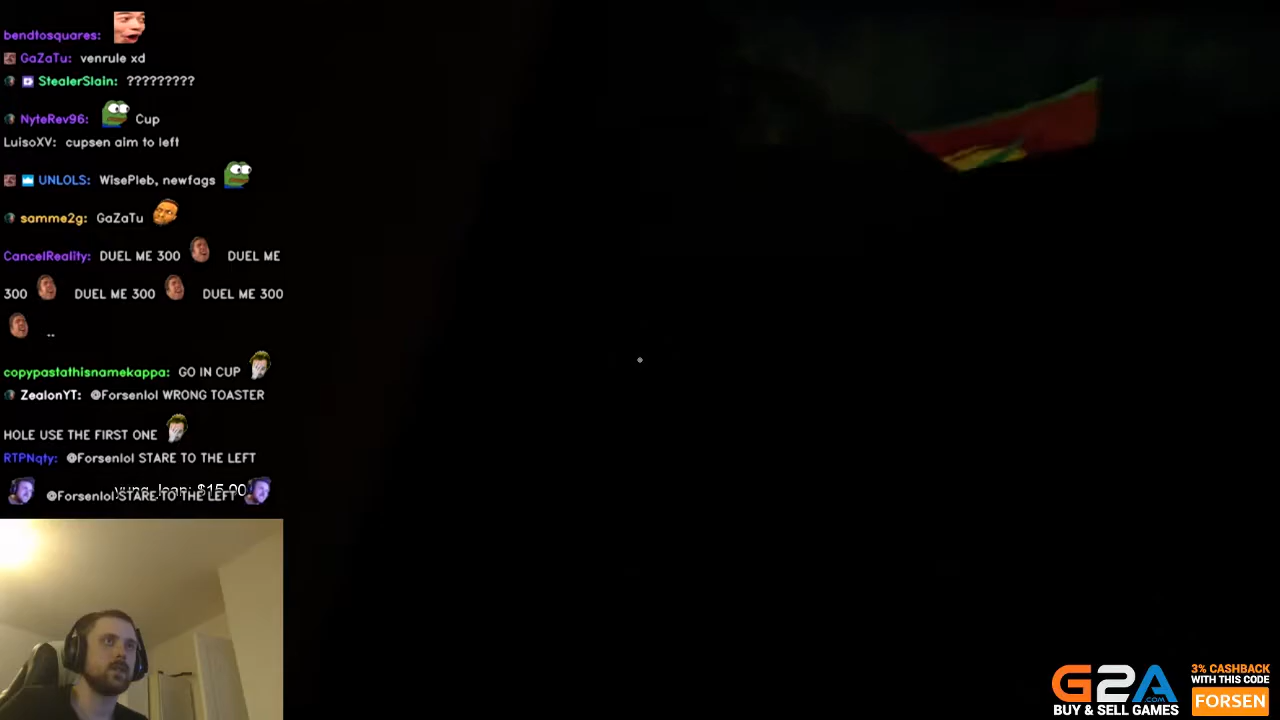 bendtosquares:
GaZaTu: venrule xd
StealerSlain: ?????????
NyteRev96: Cup
LuisoXV: cupsen aim to left
UNLOLS: WisePleb, newfags
samme2g: GaZaTu
CancelReality: DUEL ME 300 DUEL ME
300 DUEL ME 300 DUEL ME 300
..
copypastathisnamekappa: GO IN CUP
ZealonYT: @Forsenlol WRONG TOASTER
HOLE USE THE FIRST ONE
RTPNqty: @Forsenlol STARE TO THE LEFT
@Forsenlol STARE TO THE LEFT
$15.00
G2A
.COM
BUY & SELL GAMES
3% CASHBACK
WITH THIS CODE
FORSEN